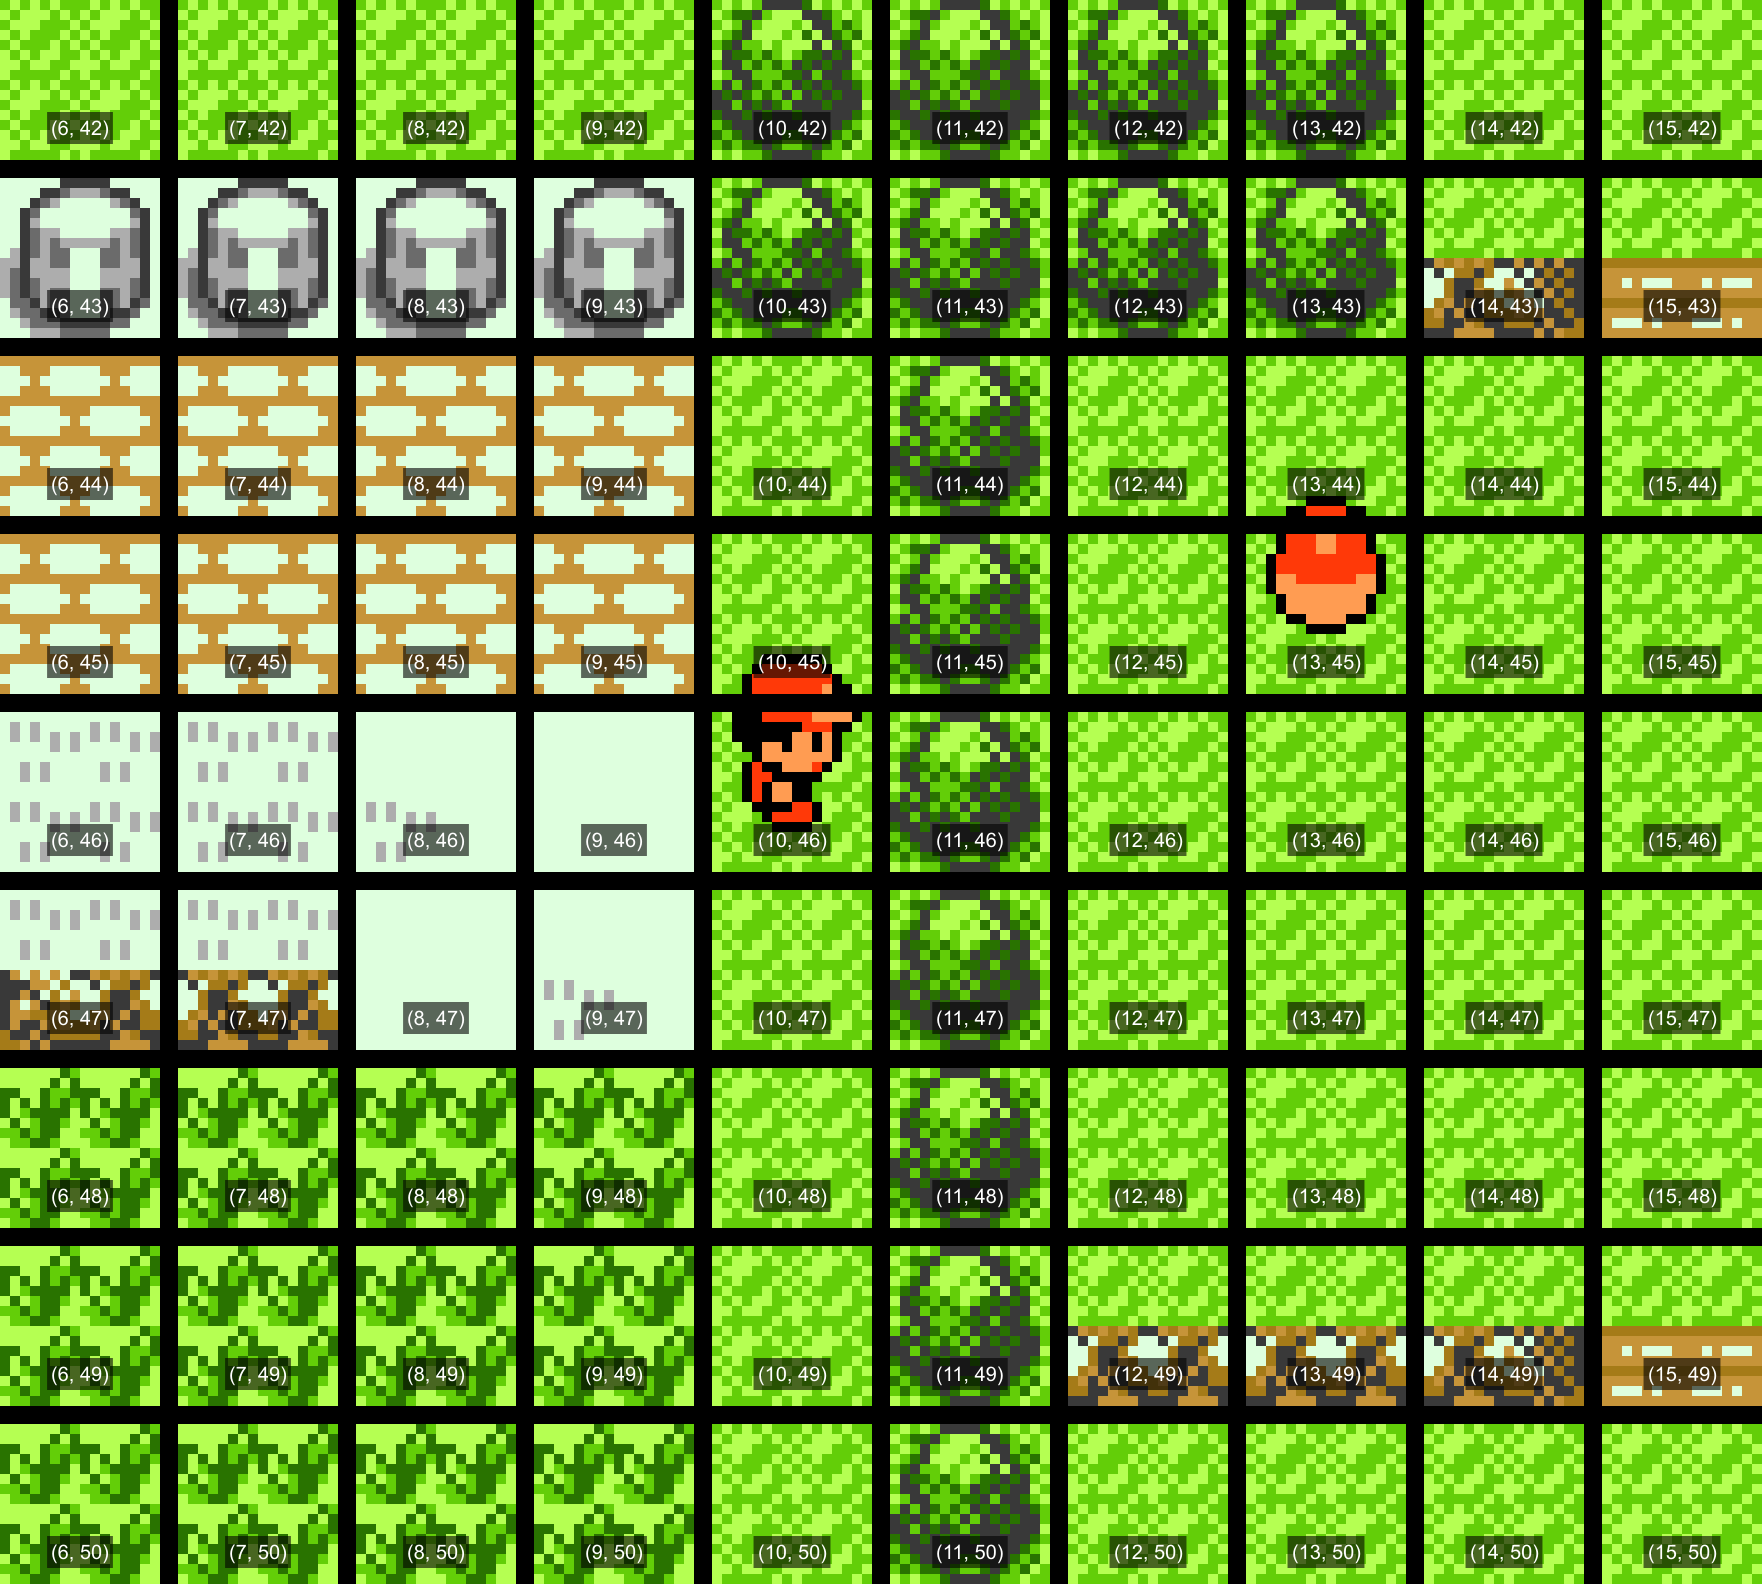 (6, 42) (7, 42) (8, 42) (9, 42) (10, 42) (11, 42) (12, 42) (13, 42) (14, 42) (15, 42)
(6, 43) (7, 43) (8, 43) (9, 43) (10, 43) (11, 43) (12, 43) (13, 43) (14, 43) (15, 43)
(6, 44) (7, 44) (8, 44) (9, 44) (10, 44) (11, 44) (12, 44) (13, 44) (14, 44) (15, 44)
(6, 45) (7, 45) (8, 45) (9, 45) (10, 45) (11, 45) (12, 45) (13, 45) (14, 45) (15, 45)
(6, 46) (7, 46) (8, 46) (9, 46) (10, 46) (11, 46) (12, 46) (13, 46) (14, 46) (15, 46)
(6, 47) (7, 47) (8, 47) (9, 47) (10, 47) (11, 47) (12, 47) (13, 47) (14, 47) (15, 47)
(6, 48) (7, 48) (8, 48) (9, 48) (10, 48) (11, 48) (12, 48) (13, 48) (14, 48) (15, 48)
(6, 49) (7, 49) (8, 49) (9, 49) (10, 49) (11, 49) (12, 49) (13, 49) (14, 49) (15, 49)
(6, 50) (7, 50) (8, 50) (9, 50) (10, 50) (11, 50) (12, 50) (13, 50) (14, 50) (15, 50)